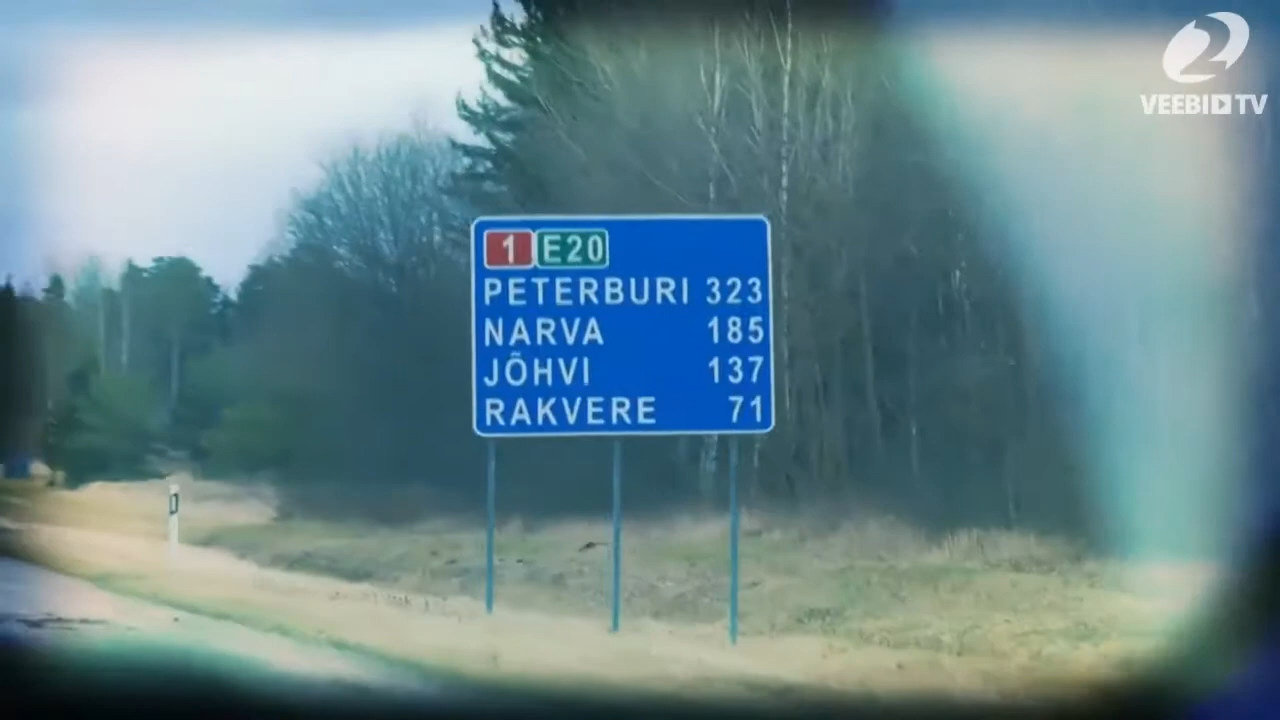 2
VEEBI TV
1 E20
PETERBURI 323
NARVA 185
JÕHVI 137
RAKVERE 71